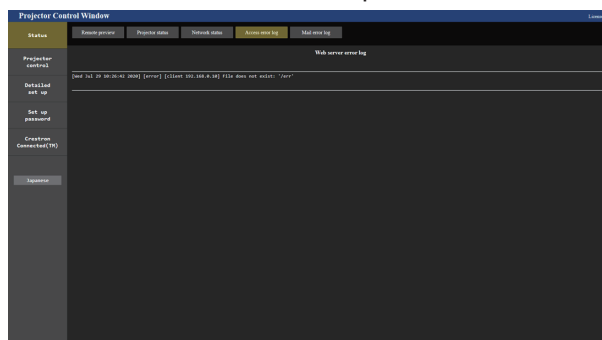 Projector Control Window
License
Status
Remote preview
Projector status
Network status
Access error log
Mail error log
Web server error log
[Wed Jul 29 10:26:42 2020] [error] [client 192.168.0.10] File does not exist: '/err'
Projector
control
Detailed
set up
Set up
password
Crestron
Connected(TM)
Japanese